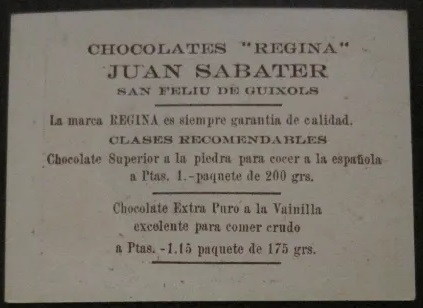 CHOCOLATES "REGINA"
JUAN SABATER
SAN FELIU DE GUIXOLS
La marca REGINA es siempre garantia de calidad.
CLASES RECOMENDABLES
Chocolate Superior a la piedra para cocer a la española
a Ptas. 1.-paquete de 200 grs.
Chocolate Extra Puro a la Vainilla
excelente para comer crudo
a Ptas. -1.15 paquete de 175 grs.